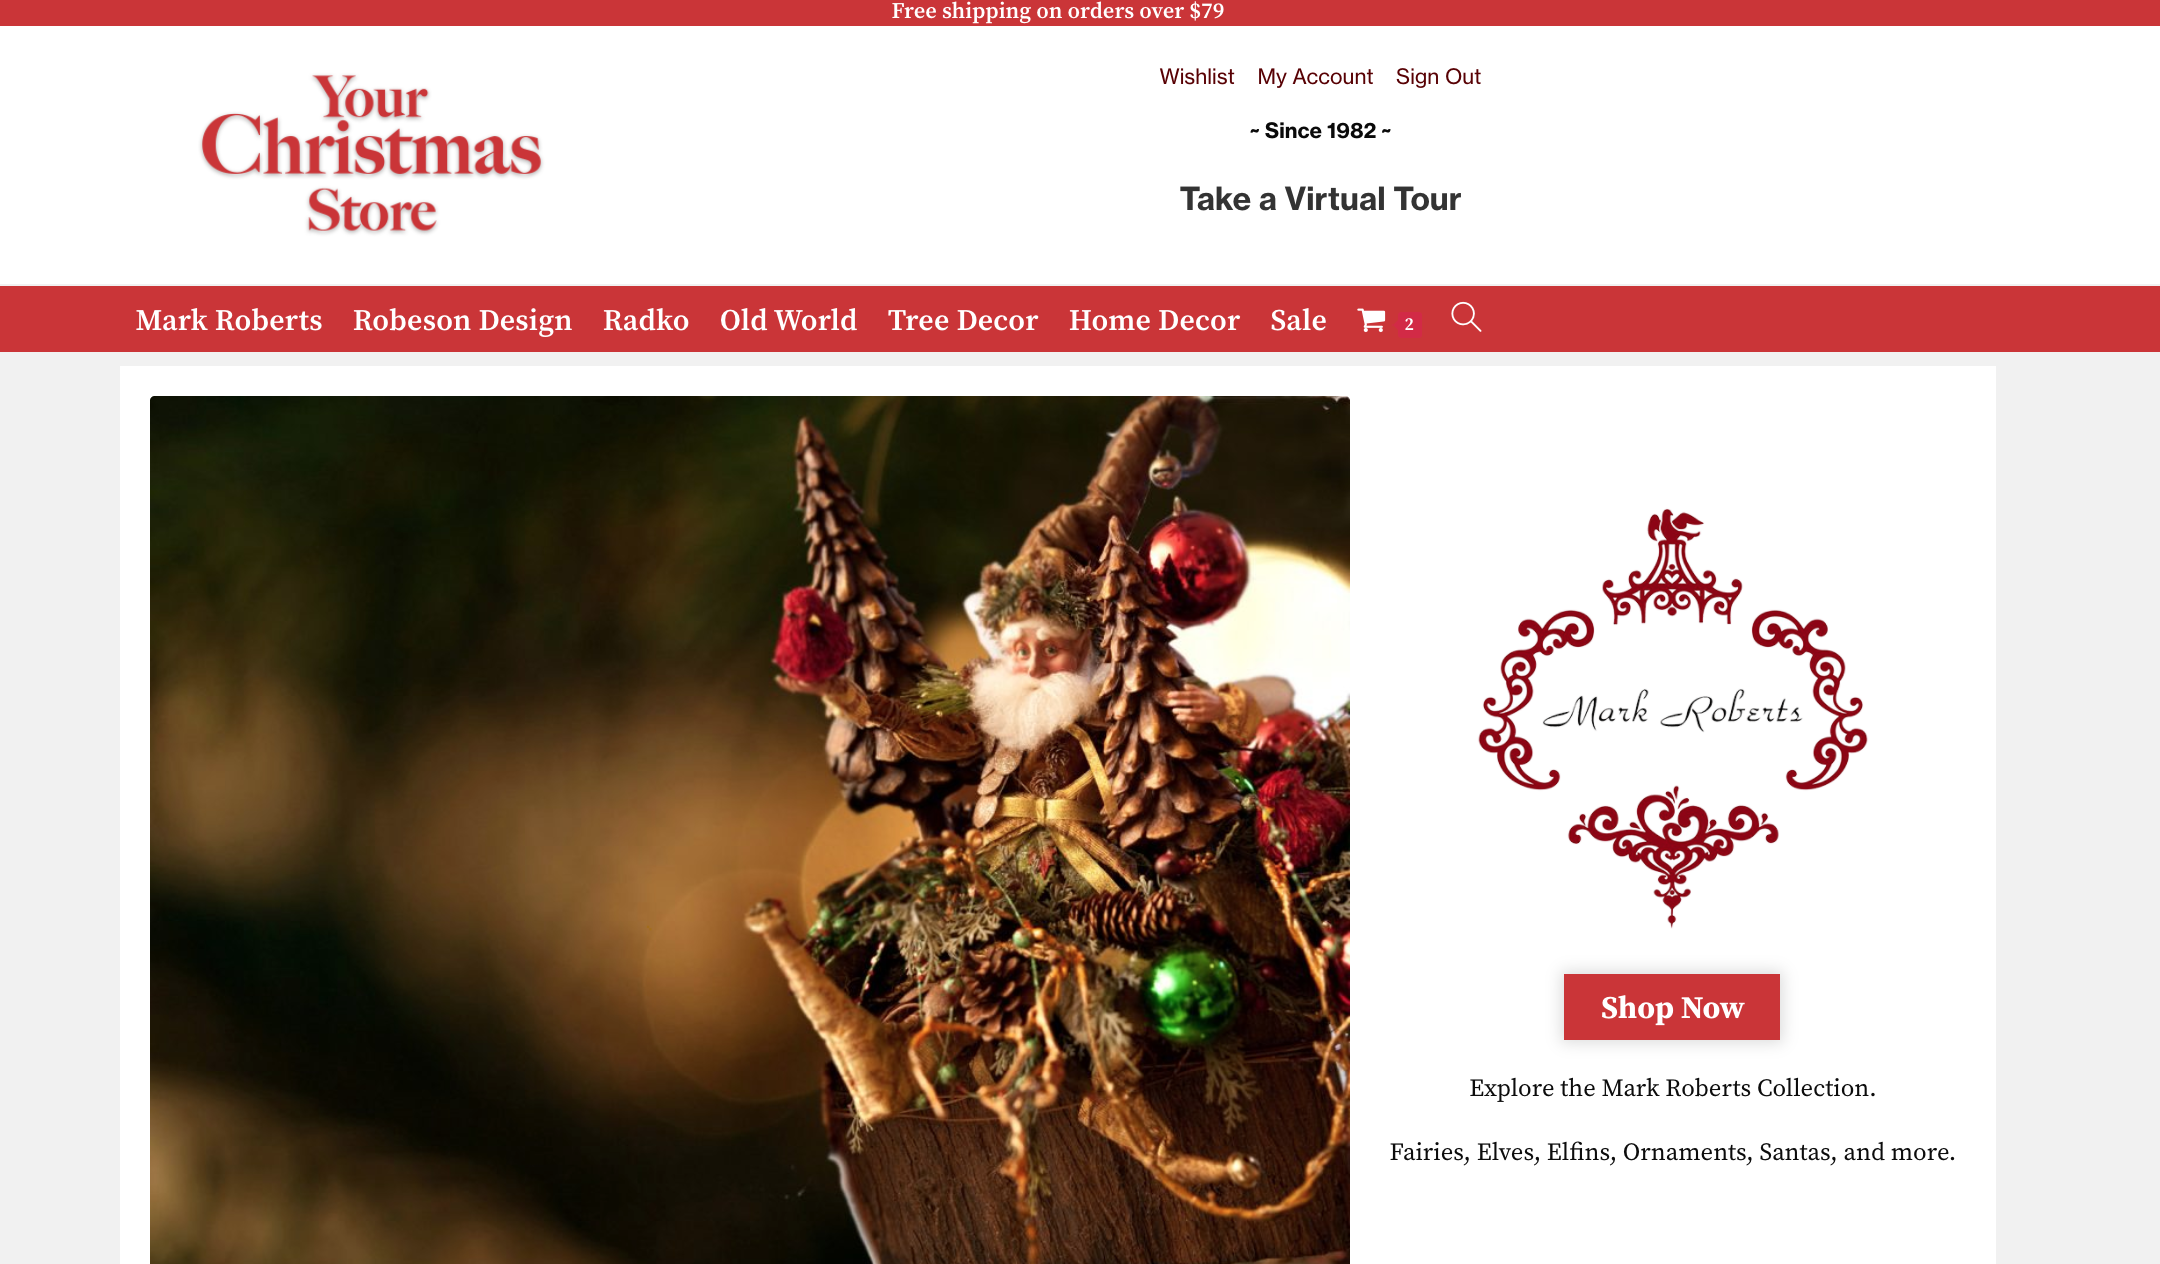 Free shipping on orders over $79
Your
Christmas
Store
Wishlist My Account Sign Out
~ Since 1982 ~
Take a Virtual Tour
Mark Roberts Robeson Design Radko Old World Tree Decor Home Decor Sale 2
Mark Roberts
Shop Now
Explore the Mark Roberts Collection.
Fairies, Elves, Elfins, Ornaments, Santas, and more.